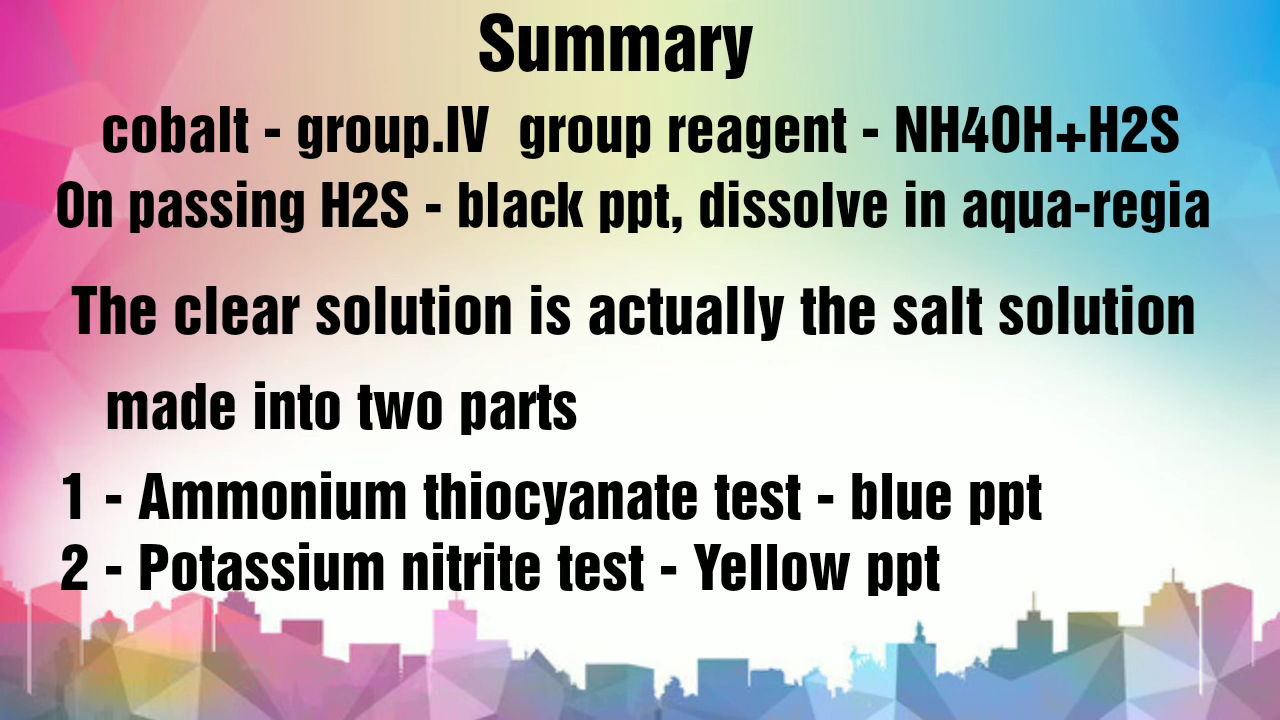 Summary
cobalt - group.IV group reagent - NH4OH+H2S
On passing H2S - black ppt, dissolve in aqua-regia
The clear solution is actually the salt solution
made into two parts
1 - Ammonium thiocyanate test - blue ppt
2 - Potassium nitrite test - Yellow ppt